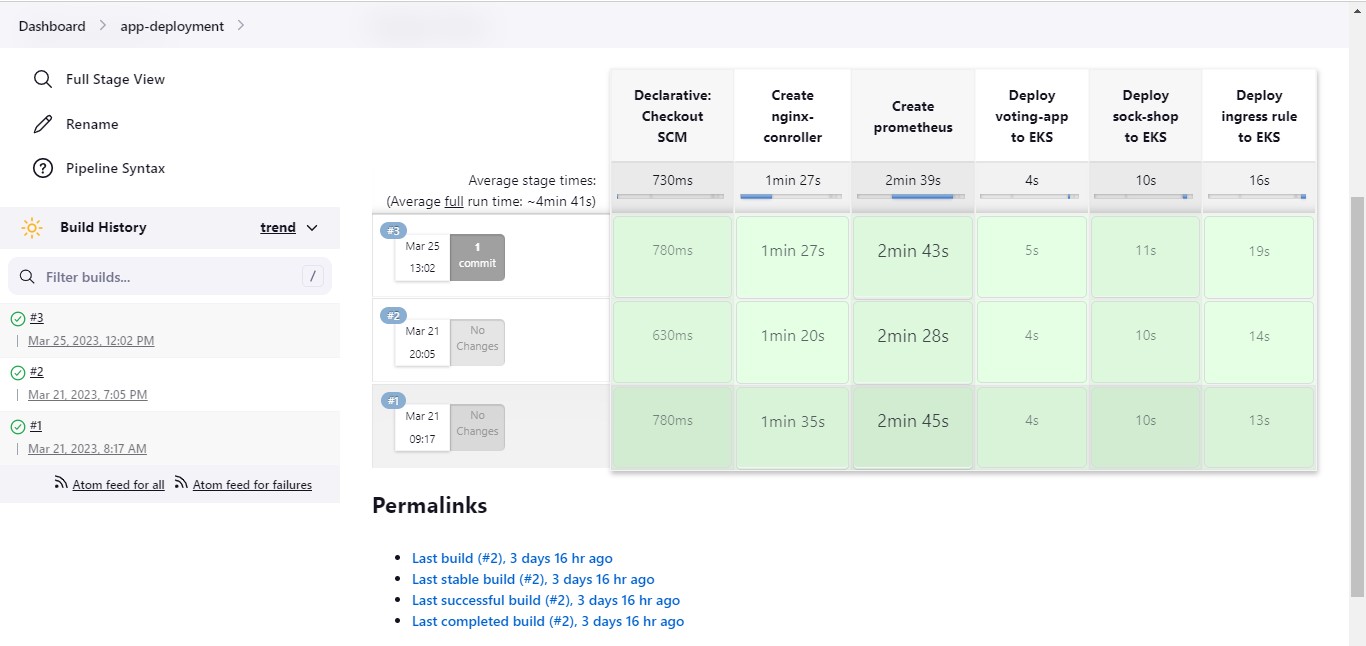 Dashboard
app-deployment
Full Stage View
Rename
Pipeline Syntax
Build History
trend
Filter builds...
/
#3
Mar 25, 2023, 12:02 PM
#2
Mar 21, 2023, 7:05 PM
#1
Mar 21, 2023, 8:17 AM
Atom feed for all
Atom feed for failures
Declarative:
Checkout
SCM
Create
nginx-
conroller
Create
prometheus
Deploy
voting-app
to EKS
Deploy
sock-shop
to EKS
Deploy
ingress rule
to EKS
Average stage times:
(Average full run time: ~4min 41s)
730ms
1min 27s
2min 39s
4s
10s
16s
#3
Mar 25
13:02
1
commit
780ms
1min 27s
2min 43s
5s
11s
19s
#2
Mar 21
20:05
No
Changes
630ms
1min 20s
2min 28s
4s
10s
14s
#1
Mar 21
09:17
No
Changes
780ms
1min 35s
2min 45s
4s
10s
13s
Permalinks
Last build (#2), 3 days 16 hr ago
Last stable build (#2), 3 days 16 hr ago
Last successful build (#2), 3 days 16 hr ago
Last completed build (#2), 3 days 16 hr ago